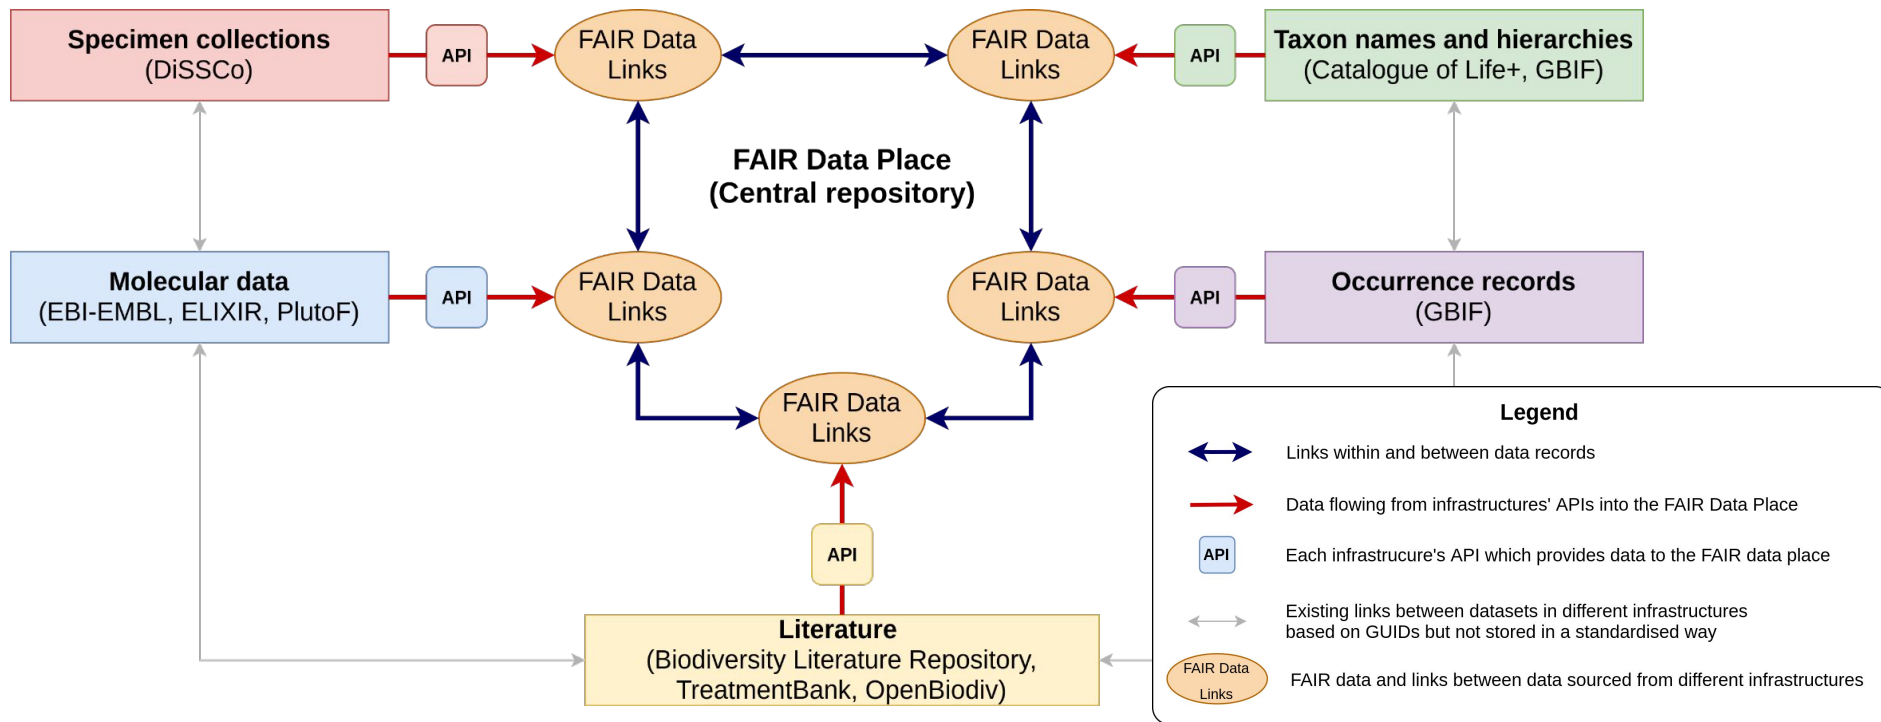 Specimen collections
(DiSSCo)
API
FAIR Data
Links
FAIR Data
Links
API
Taxon names and hierarchies
(Catalogue of Life+, GBIF)
FAIR Data Place
(Central repository)
Molecular data
(EBI-EMBL, ELIXIR, PlutoF)
API
FAIR Data
Links
FAIR Data
Links
API
Occurrence records
(GBIF)
FAIR Data
Links
API
Literature
(Biodiversity Literature Repository,
TreatmentBank, OpenBiodiv)
Legend
Links within and between data records
Data flowing from infrastructures' APIs into the FAIR Data Place
API
Each infrastrucure's API which provides data to the FAIR data place
Existing links between datasets in different infrastructures
based on GUIDs but not stored in a standardised way
FAIR Data
Links
FAIR data and links between data sourced from different infrastructures